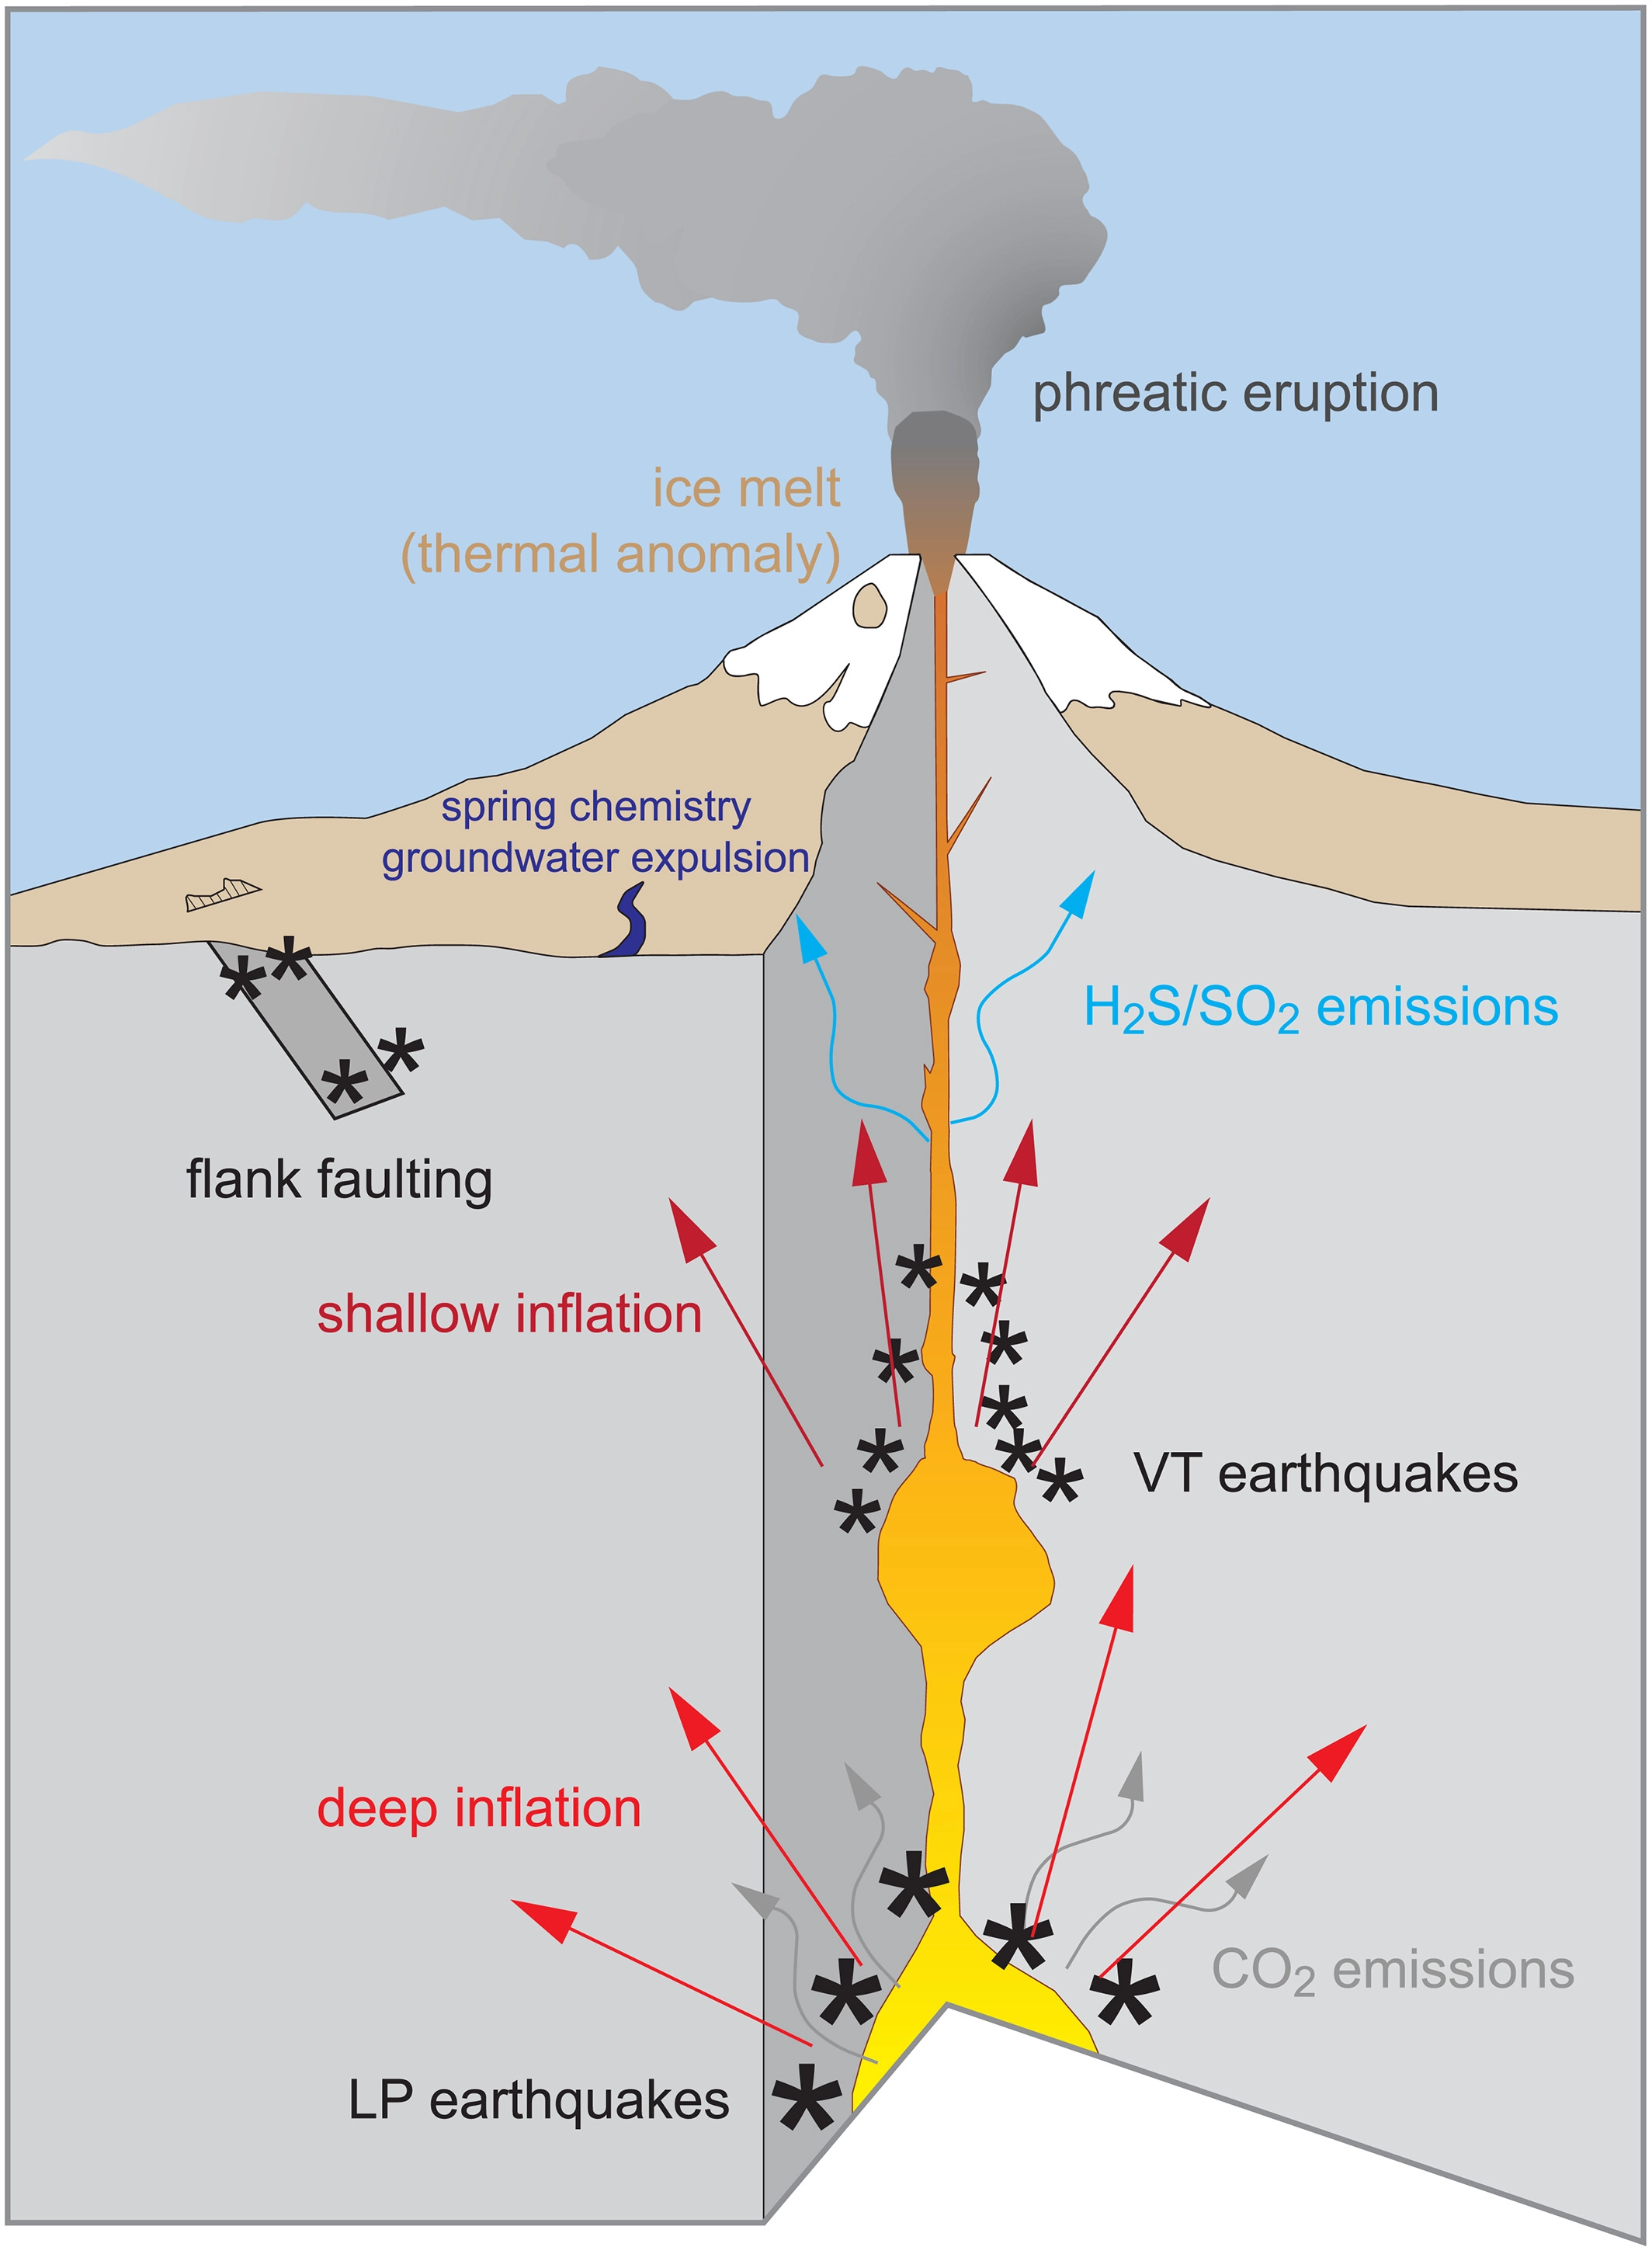 phreatic eruption
ice melt
(thermal anomaly)
spring chemistry
groundwater expulsion
H₂S/SO₂ emissions
flank faulting
shallow inflation
VT earthquakes
deep inflation
CO₂ emissions
LP earthquakes